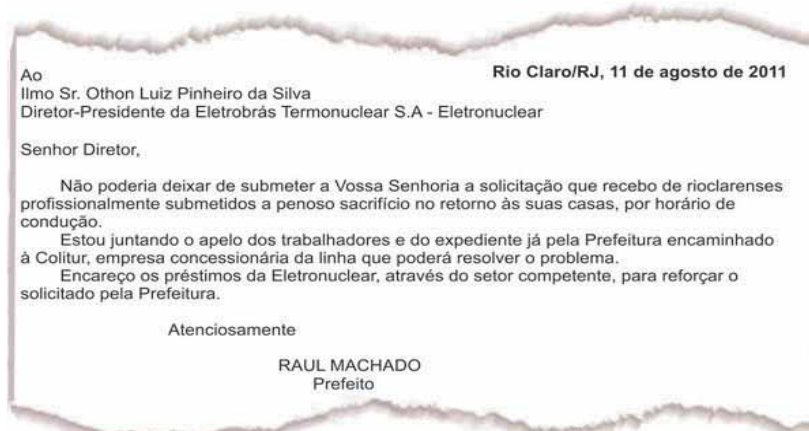 Rio Claro/RJ, 11 de agosto de 2011
Ao
Ilmo Sr. Othon Luiz Pinheiro da Silva
Diretor-Presidente da Eletrobrás Termonuclear S.A - Eletronuclear
Senhor Diretor,
Não poderia deixar de submeter a Vossa Senhoria a solicitação que recebo de rioclarenses
profissionalmente submetidos a penoso sacrifício no retorno às suas casas, por horário de
condução.
Estou juntando o apelo dos trabalhadores e do expediente já pela Prefeitura encaminhado
à Colitur, empresa concessionária da linha que poderá resolver o problema.
Encareço os préstimos da Eletronuclear, através do setor competente, para reforçar o
solicitado pela Prefeitura.
Atenciosamente
RAUL MACHADO
Prefeito